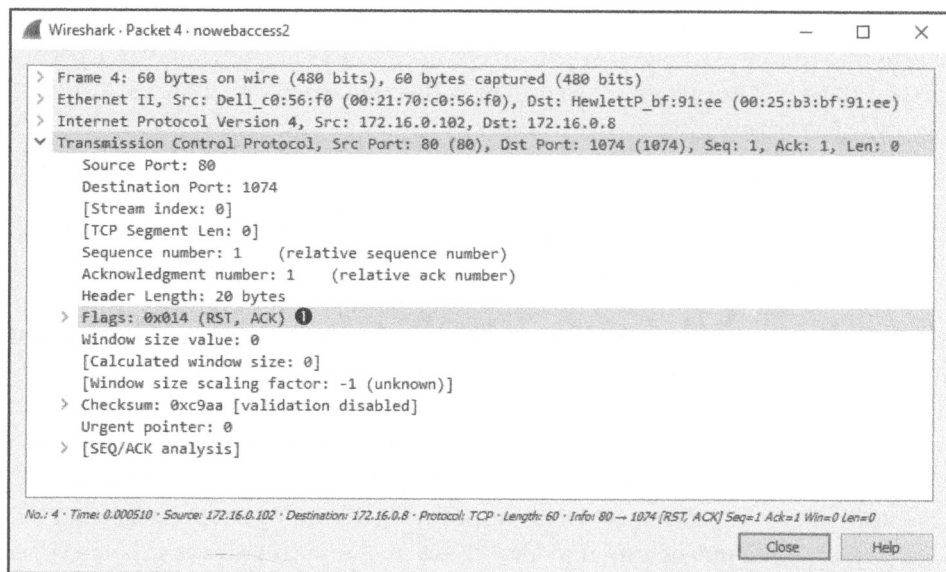 Wireshark · Packet 4 · nowebaccess2
> Frame 4: 60 bytes on wire (480 bits), 60 bytes captured (480 bits)
> Ethernet II, Src: Dell_c0:56:f0 (00:21:70:c0:56:f0), Dst: HewlettP_bf:91:ee (00:25:b3:bf:91:ee)
> Internet Protocol Version 4, Src: 172.16.0.102, Dst: 172.16.0.8
Transmission Control Protocol, Src Port: 80 (80), Dst Port: 1074 (1074), Seq: 1, Ack: 1, Len: 0
Source Port: 80
Destination Port: 1074
[Stream index: 0]
[TCP Segment Len: 0]
Sequence number: 1 (relative sequence number)
Acknowledgment number: 1 (relative ack number)
Header Length: 20 bytes
> Flags: 0x014 (RST, ACK) ❶
Window size value: 0
[Calculated window size: 0]
[Window size scaling factor: -1 (unknown)]
> Checksum: 0xc9aa [validation disabled]
Urgent pointer: 0
> [SEQ/ACK analysis]
No.: 4 · Time: 0.000510 · Source: 172.16.0.102 · Destination: 172.16.0.8 · Protocol: TCP · Length: 60 · Info: 80 → 1074 [RST, ACK] Seq=1 Ack=1 Win=0 Len=0
Close Help